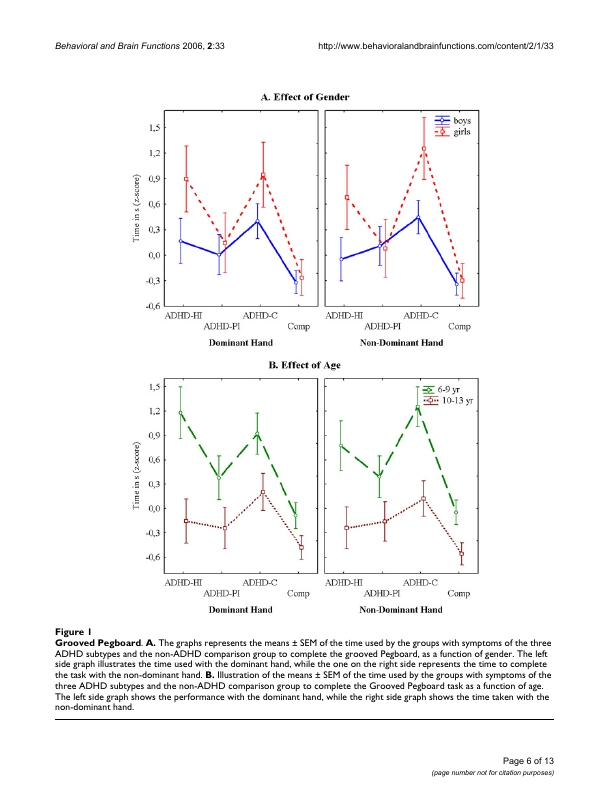 Behavioral and Brain Functions 2006, 2:33 http://www.behavioralandbrainfunctions.com/content/2/1/33
A. Effect of Gender
boys
girls
Time in s (z-score)
1,5
1,2
0,9
0,6
0,3
0,0
-0,3
-0,6
ADHD-HI ADHD-C ADHD-HI ADHD-C
ADHD-PI Comp ADHD-PI Comp
Dominant Hand Non-Dominant Hand
B. Effect of Age
6-9 yr
10-13 yr
Time in s (z-score)
1,5
1,2
0,9
0,6
0,3
0,0
-0,3
-0,6
ADHD-HI ADHD-C ADHD-HI ADHD-C
ADHD-PI Comp ADHD-PI Comp
Dominant Hand Non-Dominant Hand
Figure 1
Grooved Pegboard. A. The graphs represents the means ± SEM of the time used by the groups with symptoms of the three
ADHD subtypes and the non-ADHD comparison group to complete the grooved Pegboard, as a function of gender. The left
side graph illustrates the time used with the dominant hand, while the one on the right side represents the time to complete
the task with the non-dominant hand. B. Illustration of the means ± SEM of the time used by the groups with symptoms of the
three ADHD subtypes and the non-ADHD comparison group to complete the Grooved Pegboard task as a function of age.
The left side graph shows the performance with the dominant hand, while the right side graph shows the time taken with the
non-dominant hand.
Page 6 of 13
(page number not for citation purposes)